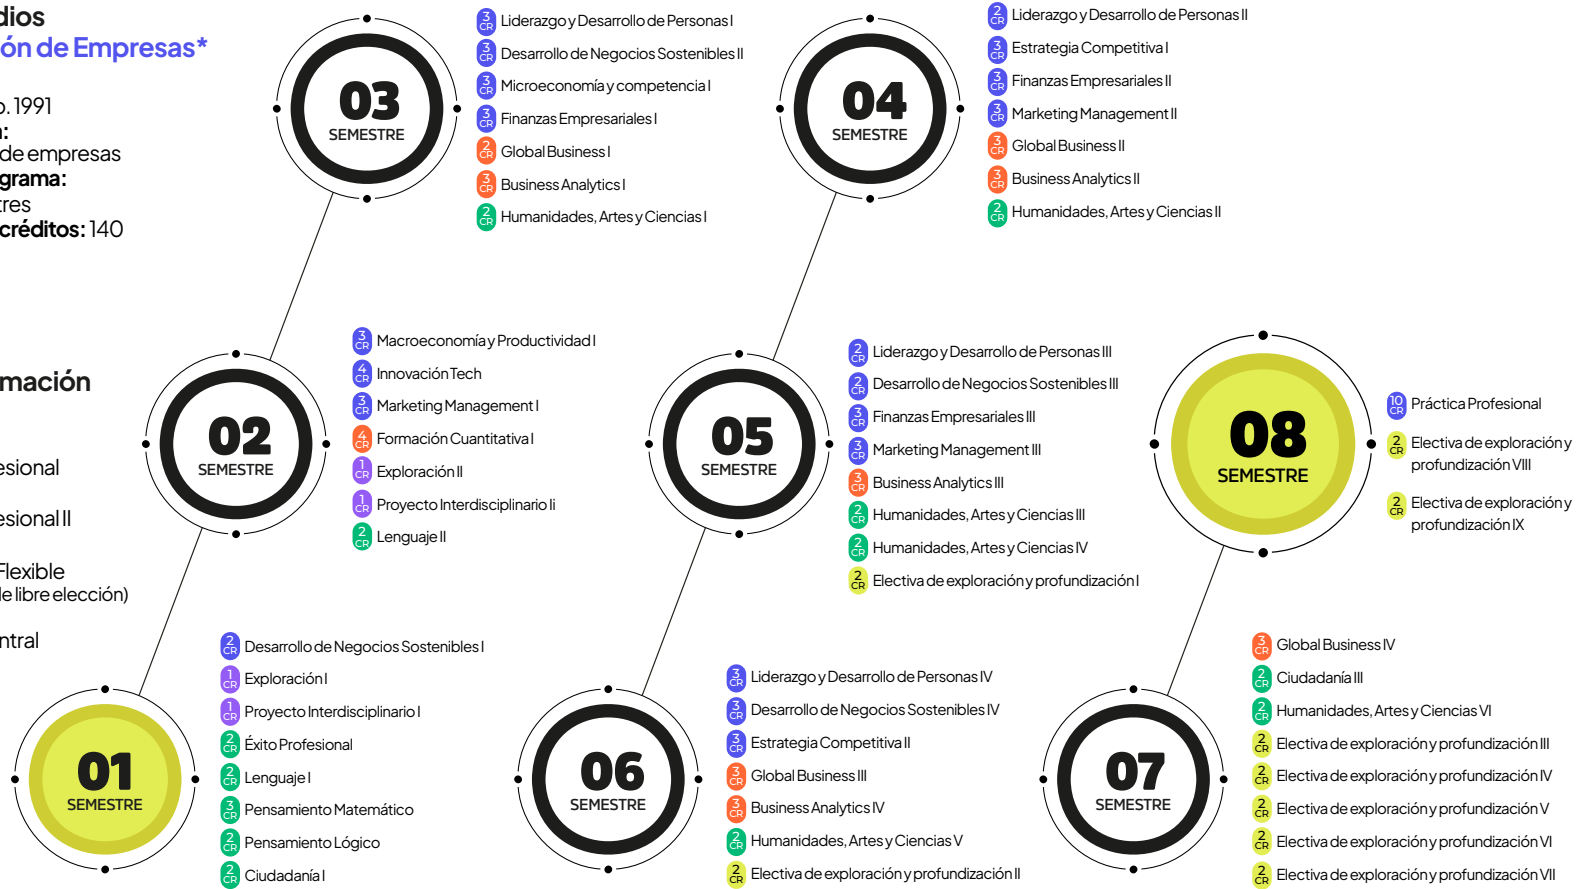 dios
ón de Empresas*
o. 1991
a:
de empresas
grama:
tres
créditos: 140
mación
esional
esional II
Flexible
de libre elección)
ntral
03
SEMESTRE
3 CR Liderazgo y Desarrollo de Personas I
3 CR Desarrollo de Negocios Sostenibles II
3 CR Microeconomía y competencia I
3 CR Finanzas Empresariales I
2 CR Global Business I
3 CR Business Analytics I
2 CR Humanidades, Artes y Ciencias I
04
SEMESTRE
2 CR Liderazgo y Desarrollo de Personas II
3 CR Estrategia Competitiva I
3 CR Finanzas Empresariales II
3 CR Marketing Management II
3 CR Global Business II
3 CR Business Analytics II
2 CR Humanidades, Artes y Ciencias II
02
SEMESTRE
3 CR Macroeconomía y Productividad I
4 CR Innovación Tech
3 CR Marketing Management I
4 CR Formación Cuantitativa I
1 CR Exploración II
1 CR Proyecto Interdisciplinario Ii
2 CR Lenguaje II
05
SEMESTRE
2 CR Liderazgo y Desarrollo de Personas III
2 CR Desarrollo de Negocios Sostenibles III
3 CR Finanzas Empresariales III
3 CR Marketing Management III
3 CR Business Analytics III
2 CR Humanidades, Artes y Ciencias III
2 CR Humanidades, Artes y Ciencias IV
2 CR Electiva de exploración y profundización I
08
SEMESTRE
10 CR Práctica Profesional
2 CR Electiva de exploración y
profundización VIII
2 CR Electiva de exploración y
profundización IX
01
SEMESTRE
2 CR Desarrollo de Negocios Sostenibles I
1 CR Exploración I
1 CR Proyecto Interdisciplinario I
2 CR Éxito Profesional
2 CR Lenguaje I
3 CR Pensamiento Matemático
2 CR Pensamiento Lógico
2 CR Ciudadanía I
06
SEMESTRE
3 CR Liderazgo y Desarrollo de Personas IV
3 CR Desarrollo de Negocios Sostenibles IV
3 CR Estrategia Competitiva II
3 CR Global Business III
3 CR Business Analytics IV
2 CR Humanidades, Artes y Ciencias V
2 CR Electiva de exploración y profundización II
07
SEMESTRE
3 CR Global Business IV
2 CR Ciudadanía III
2 CR Humanidades, Artes y Ciencias VI
2 CR Electiva de exploración y profundización III
2 CR Electiva de exploración y profundización IV
2 CR Electiva de exploración y profundización V
2 CR Electiva de exploración y profundización VI
2 CR Electiva de exploración y profundización VII